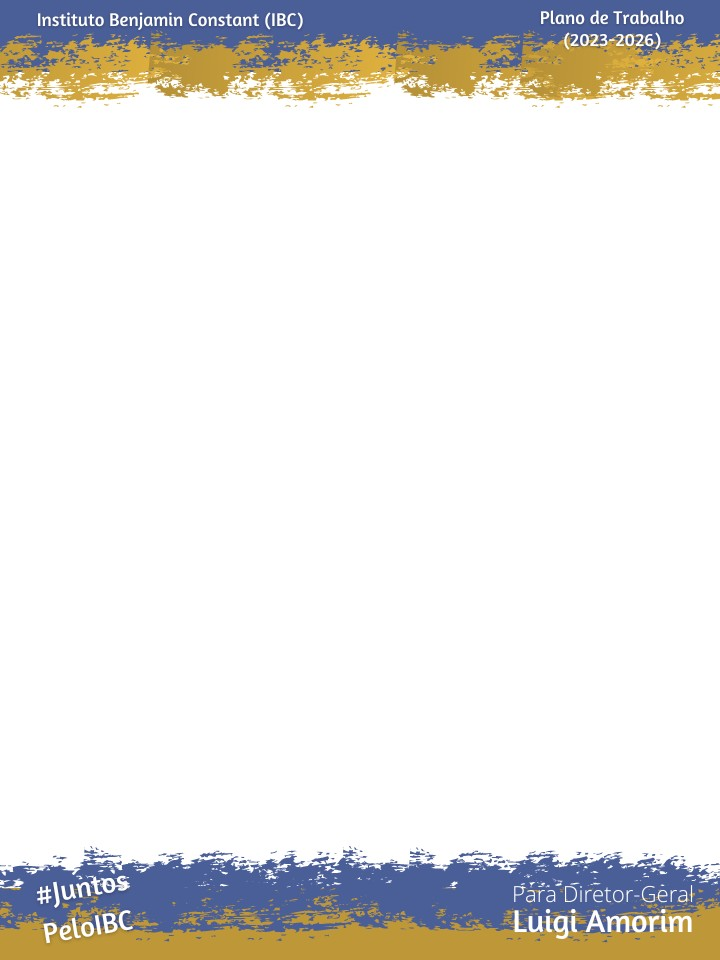 Instituto Benjamin Constant (IBC)
Plano de Trabalho
(2023-2026)
#Juntos
PeloIBC
Para Diretor-Geral
Luigi Amorim